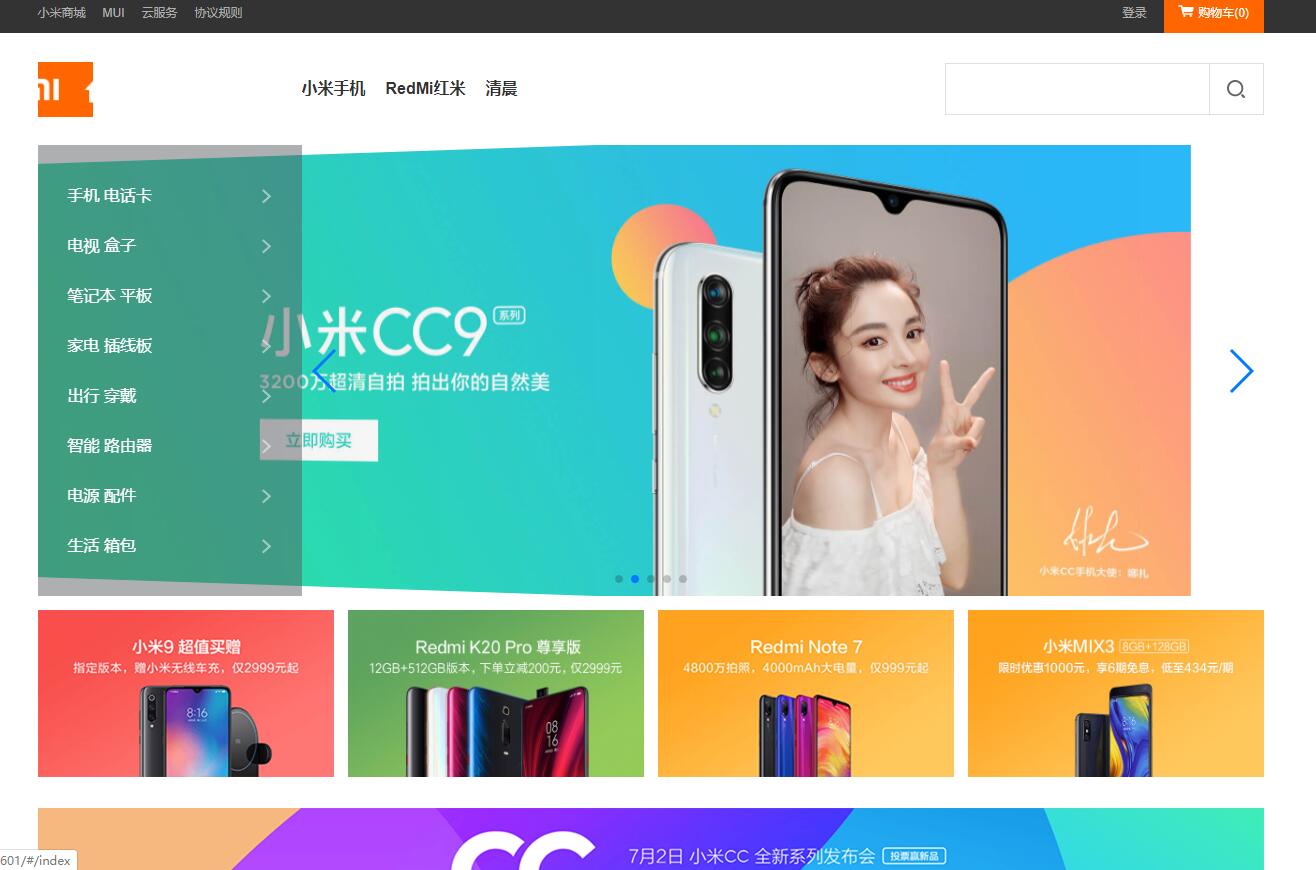 小米商城 MUI 云服务 协议规则 登录 购物车(0)
小米手机 RedMi红米 清晨
手机 电话卡
电视 盒子
笔记本 平板
家电 插线板
出行 穿戴
智能 路由器
电源 配件
生活 箱包
小米CC9 系列
3200万超清自拍 拍出你的自然美
立即购买
小米CC手机大使：娜扎
小米9 超值买赠
指定版本，赠小米无线车充，仅2999元起
8:16
Redmi K20 Pro 尊享版
12GB+512GB版本，下单立减200元，仅2999元
08
16
Redmi Note 7
4800万拍照，4000mAh大电量，仅999元起
小米MIX3 8GB+128GB
限时优惠1000元，享6期免息，低至434元/期
8:16
CC
7月2日 小米CC 全新系列发布会 投票赢新品
601/#/index